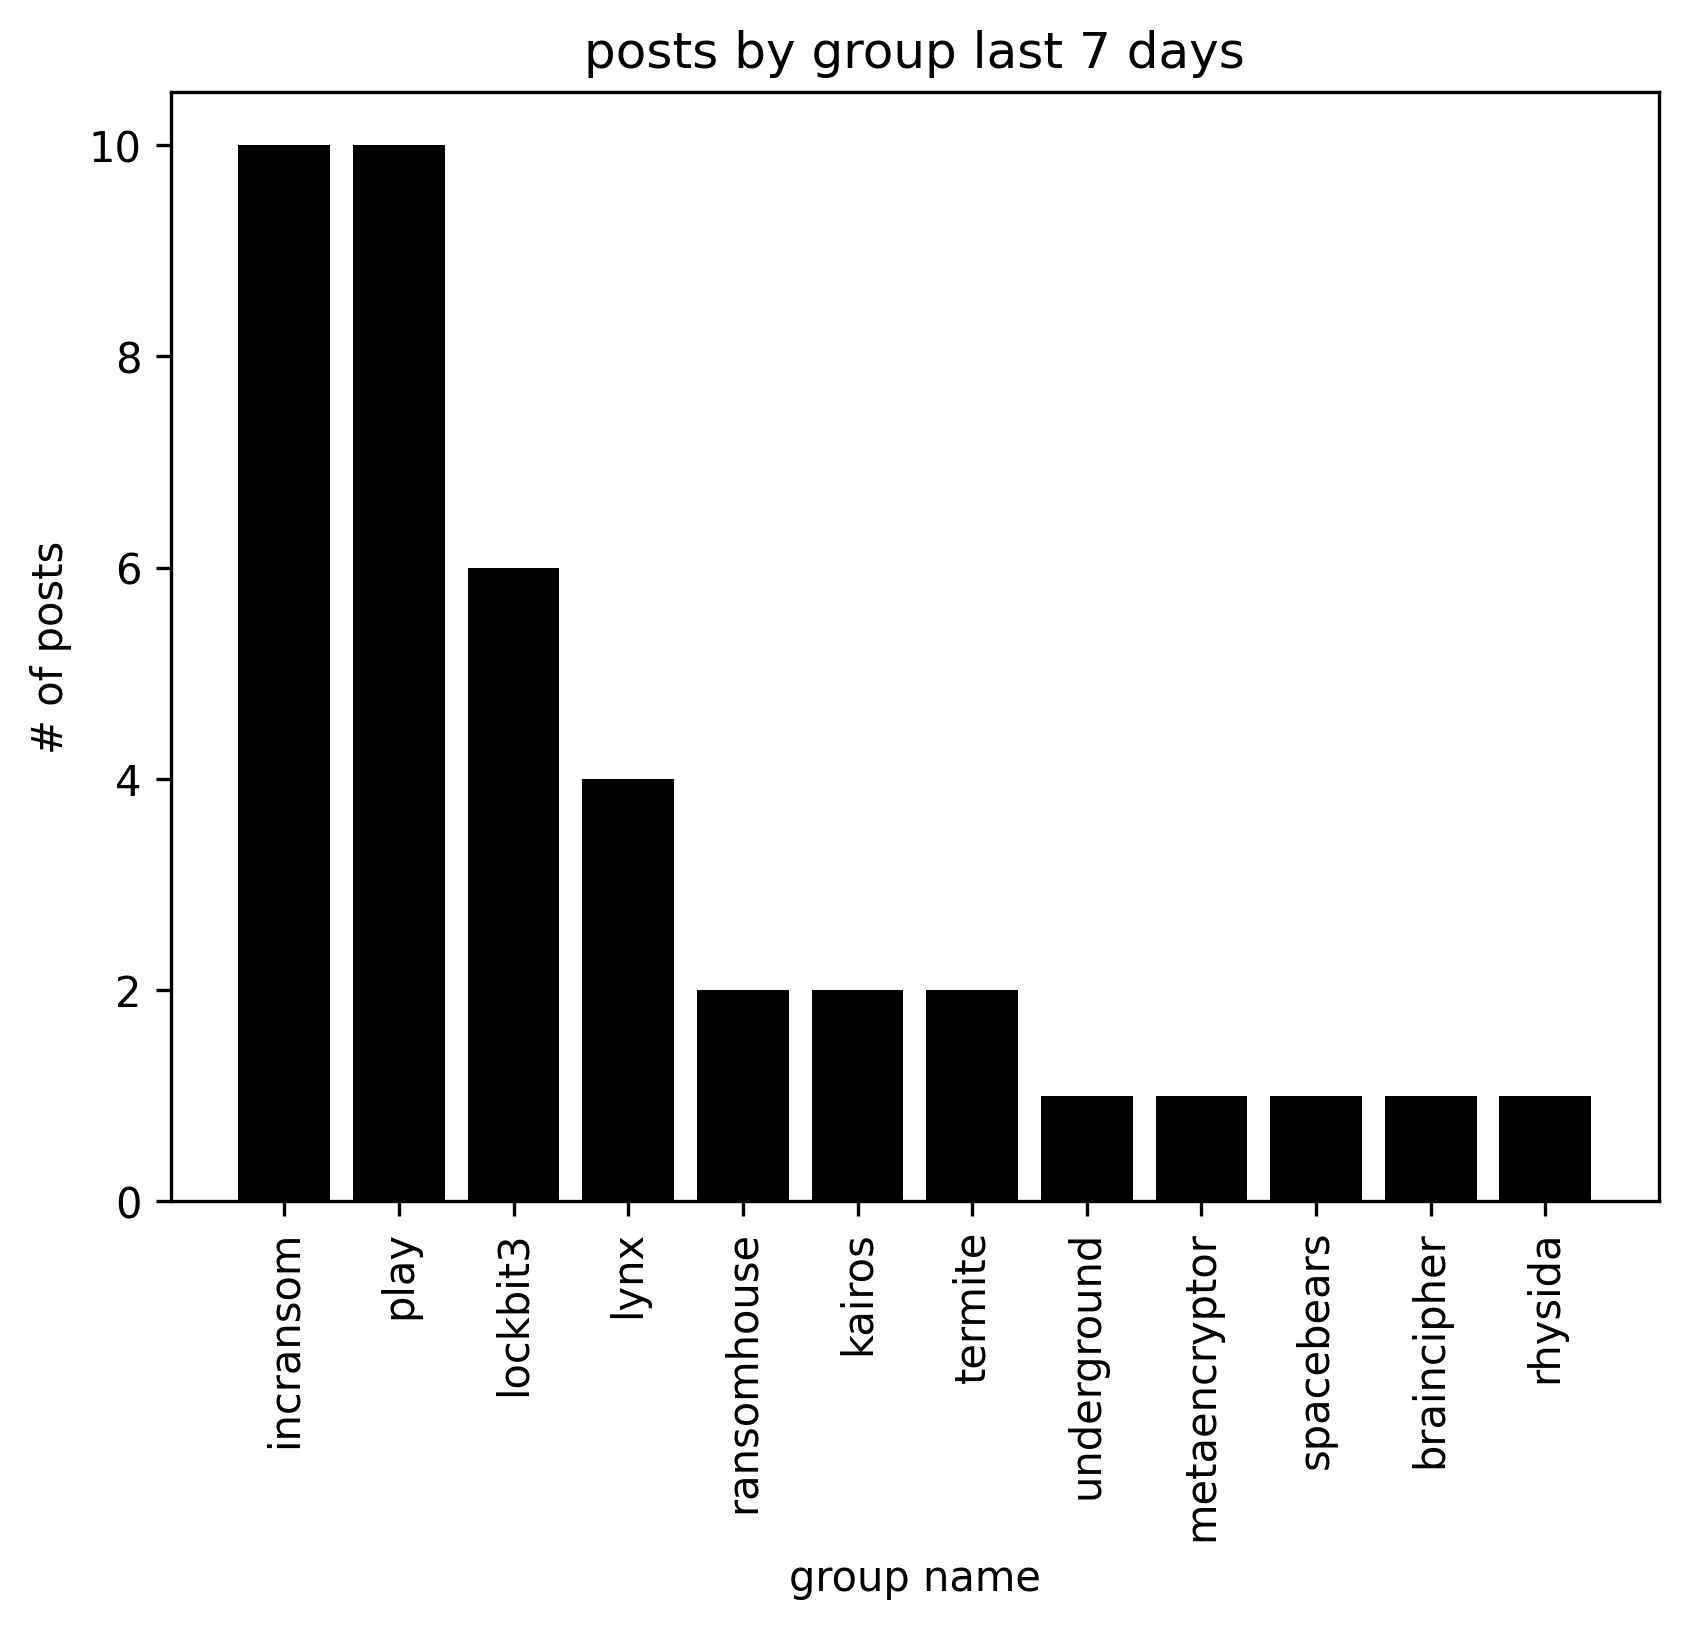 posts by group last 7 days
# of posts
10
8
6
4
2
0
incransom
play
lockbit3
lynx
ransomhouse
kairos
termite
underground
metaencryptor
spacebears
braincipher
rhysida
group name